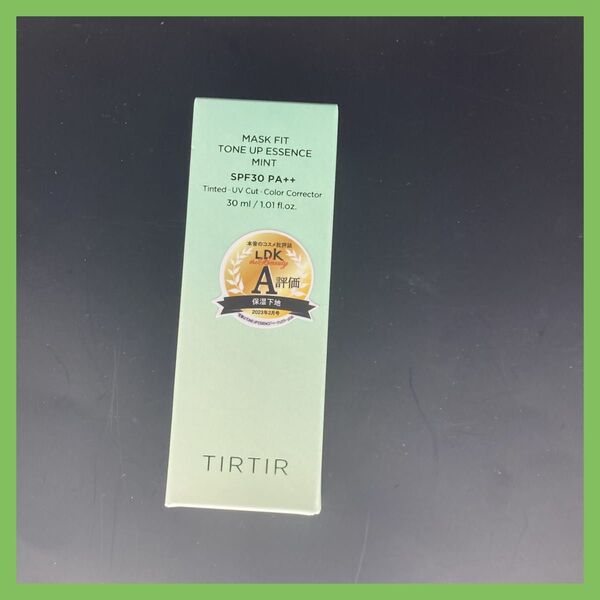 MASK FIT
TONE UP ESSENCE
MINT
SPF30 PA++
Tinted · UV Cut · Color Corrector
30 ml / 1.01 fl.oz.
本音のコスメ批評誌
LDK
the Beauty
A評価
保湿下地
2023年2月号
TIRTIR